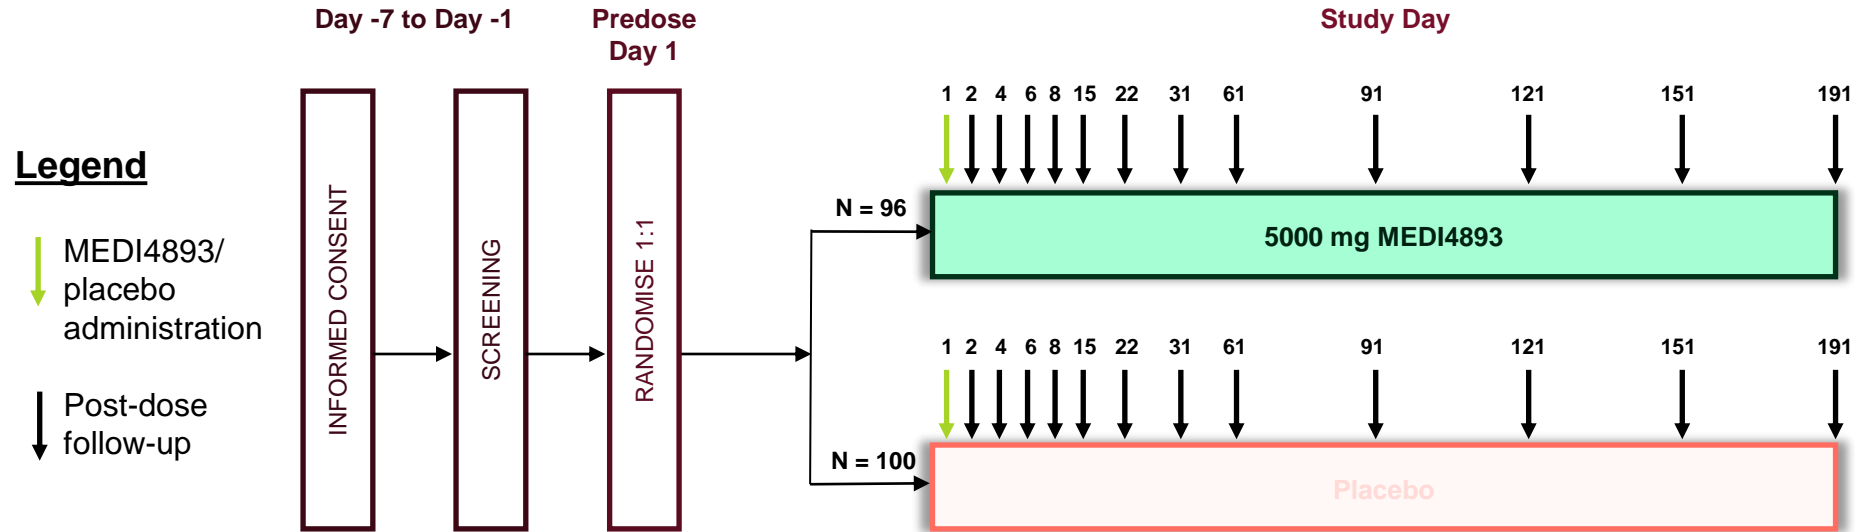 Day -7 to Day -1
Predose
Day 1
Study Day
Legend
MEDI4893/
placebo
administration
Post-dose
follow-up
INFORMED CONSENT
SCREENING
RANDOMISE 1:1
1 2 4 6 8 15 22 31 61 91 121 151 191
N = 96
5000 mg MEDI4893
1 2 4 6 8 15 22 31 61 91 121 151 191
N = 100
Placebo